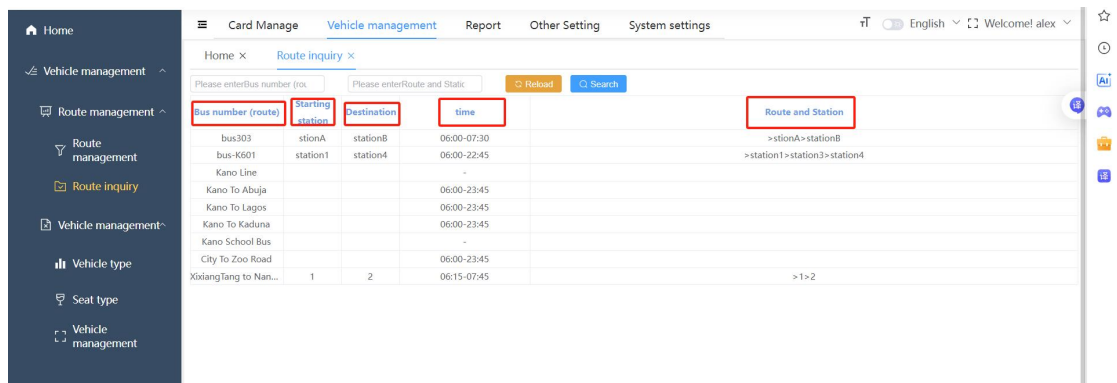 Home
Card Manage Vehicle management Report Other Setting System settings
English Welcome! alex
Vehicle management
Route management
Route
management
Route inquiry
Vehicle management
Vehicle type
Seat type
Vehicle
management
Home × Route inquiry ×
Please enterBus number (rou. Please enterRoute and Static Reload Search
Bus number (route) Starting station Destination time Route and Station
bus303 stionA stationB 06:00-07:30 >stionA>stationB
bus-K601 station1 station4 06:00-22:45 >station1>station3>station4
Kano Line -
Kano To Abuja 06:00-23:45
Kano To Lagos 06:00-23:45
Kano To Kaduna 06:00-23:45
Kano School Bus -
City To Zoo Road 06:00-23:45
XixiangTang to Nan... 1 2 06:15-07:45 >1>2
AI
译
译